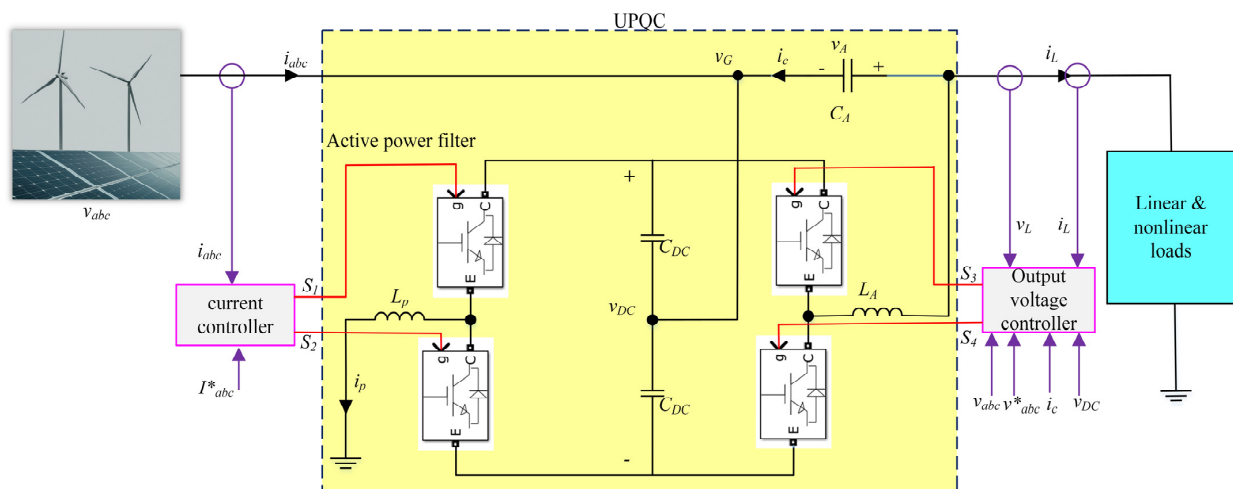 UPQC
i_abc
v_G
i_c
v_A
-
+
i_L
C_A
Active power filter
v_abc
g
C
E
+
C_DC
g
C
E
v_L
i_L
Linear &
nonlinear
loads
i_abc
current
controller
S_1
S_2
L_p
v_DC
L_A
S_3
S_4
Output
voltage
controller
I*_abc
i_p
g
C
E
C_DC
-
g
C
E
v_abc
v*_abc
i_c
v_DC